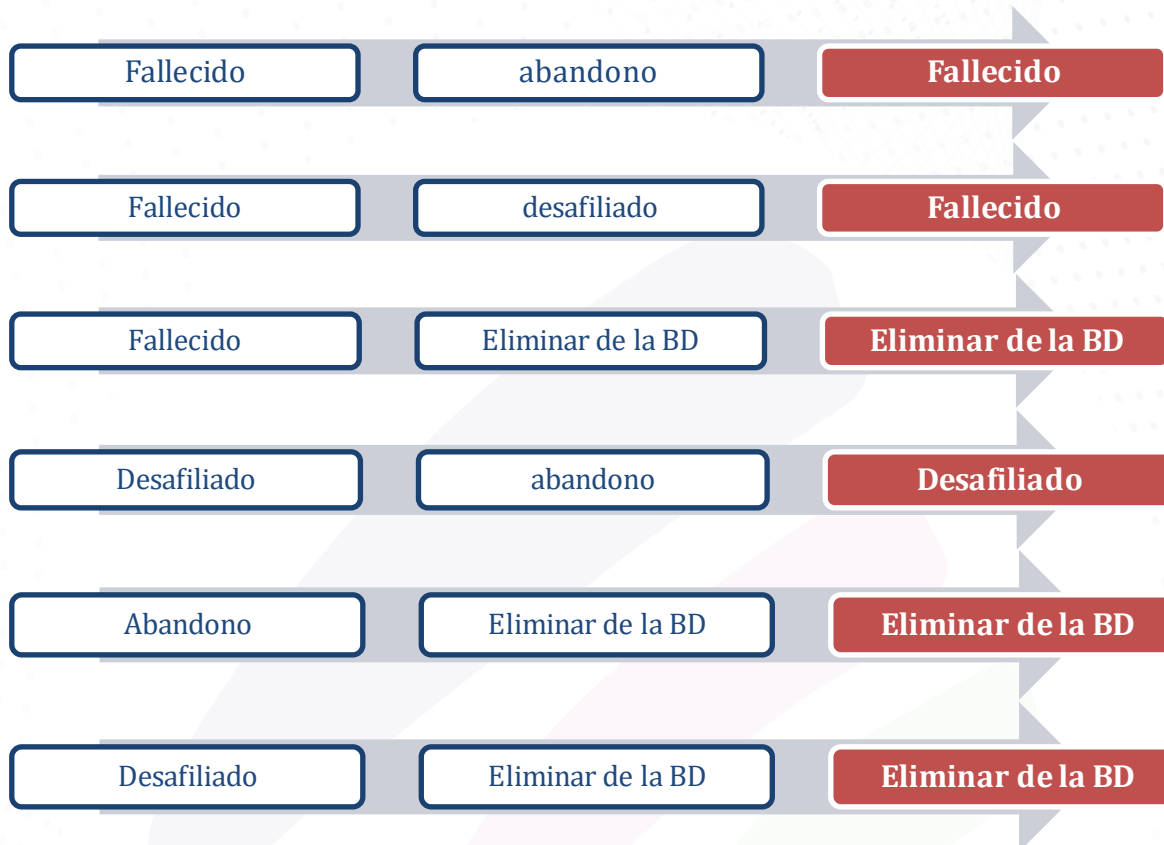 Fallecido abandono Fallecido
Fallecido desafiliado Fallecido
Fallecido Eliminar de la BD Eliminar de la BD
Desafiliado abandono Desafiliado
Abandono Eliminar de la BD Eliminar de la BD
Desafiliado Eliminar de la BD Eliminar de la BD